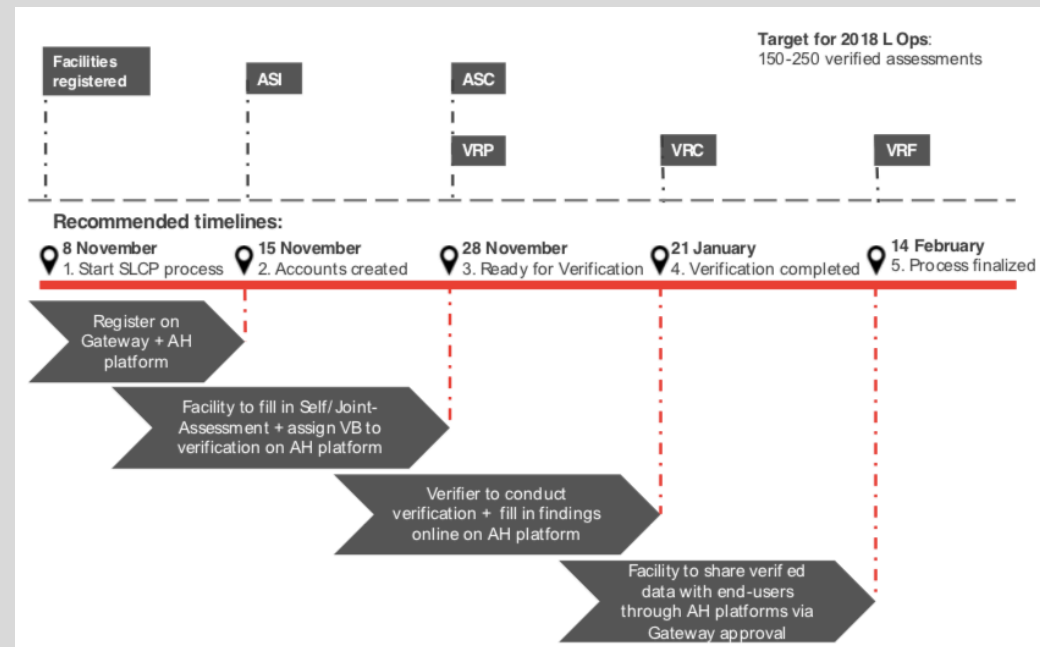 Target for 2018 L Ops:
150-250 verified assessments
Facilities
registered
ASI
ASC
VRP
VRC
VRF
Recommended timelines:
8 November
1. Start SLCP process
15 November
2. Accounts created
28 November
3. Ready for Verification
21 January
4. Verification completed
14 February
5. Process finalized
Register on
Gateway + AH
platform
Facility to fill in Self/Joint-
Assessment + assign VB to
verification on AH platform
Verifier to conduct
verification + fill in findings
online on AH platform
Facility to share verif ed
data with end-users
through AH platforms via
Gateway approval